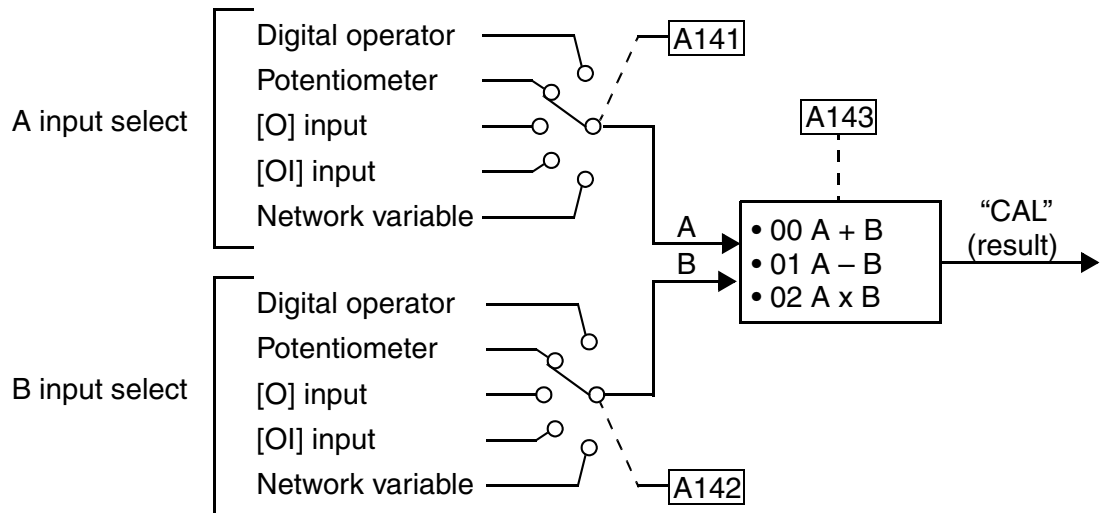 A input select
Digital operator
Potentiometer
[O] input
[OI] input
Network variable
A141
A143
A
B
• 00 A + B
• 01 A – B
• 02 A x B
“CAL”
(result)
B input select
Digital operator
Potentiometer
[O] input
[OI] input
Network variable
A142